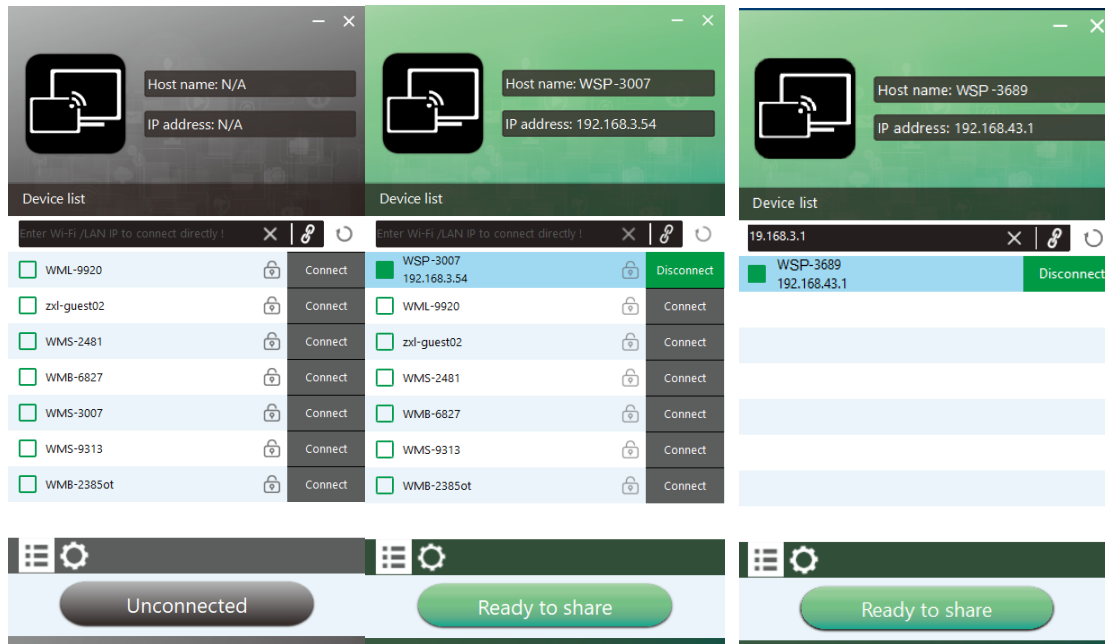 Host name: N/A
IP address: N/A
Device list
Enter Wi-Fi /LAN IP to connect directly !
WML-9920 Connect
zxl-guest02 Connect
WMS-2481 Connect
WMB-6827 Connect
WMS-3007 Connect
WMS-9313 Connect
WMB-2385ot Connect
Unconnected
Host name: WSP-3007
IP address: 192.168.3.54
Device list
Enter Wi-Fi /LAN IP to connect directly !
WSP-3007
192.168.3.54
Disconnect
WML-9920 Connect
zxl-guest02 Connect
WMS-2481 Connect
WMB-6827 Connect
WMS-9313 Connect
WMB-2385ot Connect
Ready to share
Host name: WSP -3689
IP address: 192.168.43.1
Device list
19.168.3.1
WSP-3689
192.168.43.1
Disconnect
Ready to share